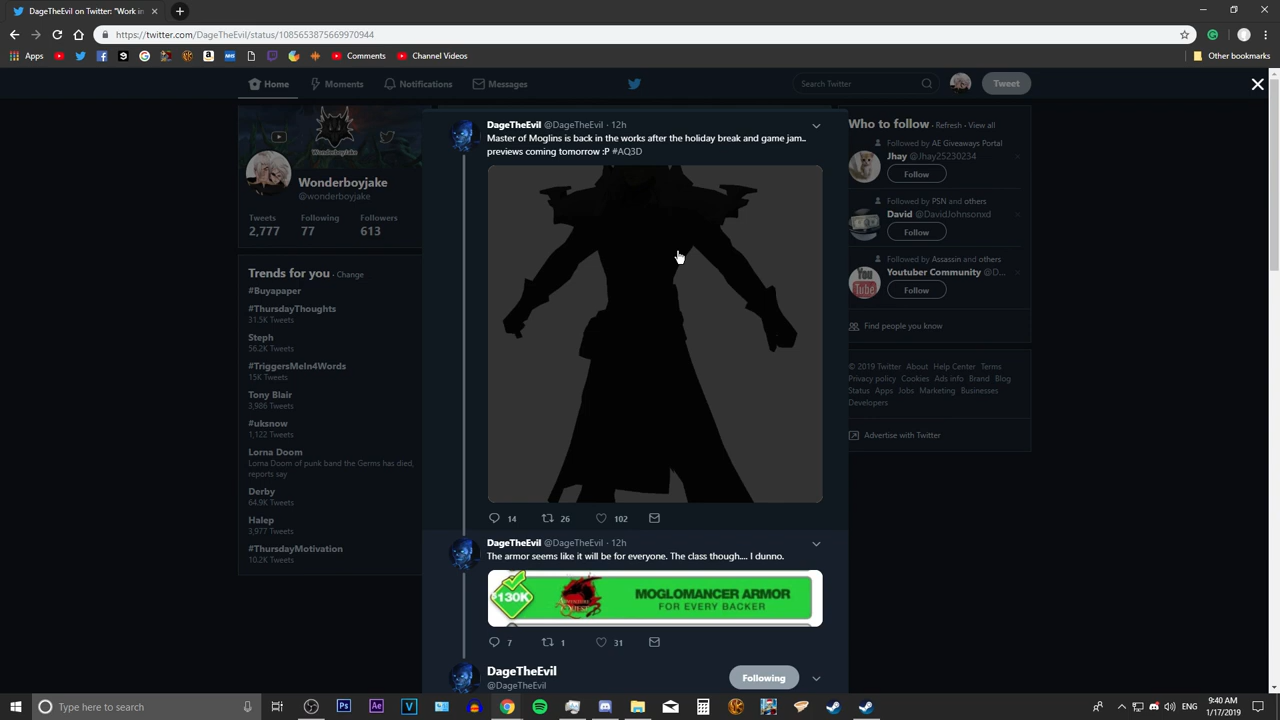 DageTheEvil on Twitter: "Work in
https://twitter.com/DageTheEvil/status/1085653875669970944
Apps
Comments
Channel Videos
Other bookmarks
Home
Moments
Notifications
Messages
Search Twitter
Tweet
Wonderboyjake
Wonderboyjake
@wonderboyjake
Tweets Following Followers
2,777 77 613
Trends for you · Change
#Buyapaper
#ThursdayThoughts
31.5K Tweets
Steph
56.2K Tweets
#TriggersMeIn4Words
15K Tweets
Tony Blair
3,986 Tweets
#uksnow
1,122 Tweets
Lorna Doom
Lorna Doom of punk band the Germs has died,
reports say
Derby
64.9K Tweets
Halep
3,977 Tweets
#ThursdayMotivation
10.2K Tweets
DageTheEvil @DageTheEvil · 12h
Master of Moglins is back in the works after the holiday break and game jam..
previews coming tomorrow :P #AQ3D
14 26 102
DageTheEvil @DageTheEvil · 12h
The armor seems like it will be for everyone. The class though.... I dunno.
$130K
MOGLOMANCER ARMOR
FOR EVERY BACKER
7 1 31
DageTheEvil
@DageTheEvil
Following
Who to follow · Refresh · View all
Followed by AE Giveaways Portal
Jhay @Jhay25230234
Follow
Followed by PSN and others
David @DavidJohnsonxd
Follow
Followed by Assassin and others
Youtuber Community @D...
Follow
Find people you know
© 2019 Twitter About Help Center Terms
Privacy policy Cookies Ads info Brand Blog
Status Apps Jobs Marketing Businesses
Developers
Advertise with Twitter
Type here to search
9:40 AM
1/17/2019